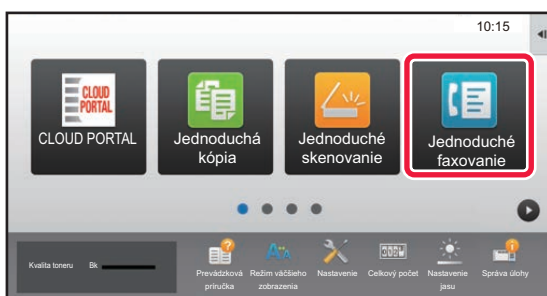 10:15
CLOUD
PORTAL
CLOUD PORTAL
Jednoduchá
kópia
Jednoduché
skenovanie
Jednoduché
faxovanie
Kvalita toneru Bk
Prevádzková
príručka
Režim väčšieho
zobrazenia
Nastavenie
Celkový počet
Nastavenie
jasu
Správa úlohy